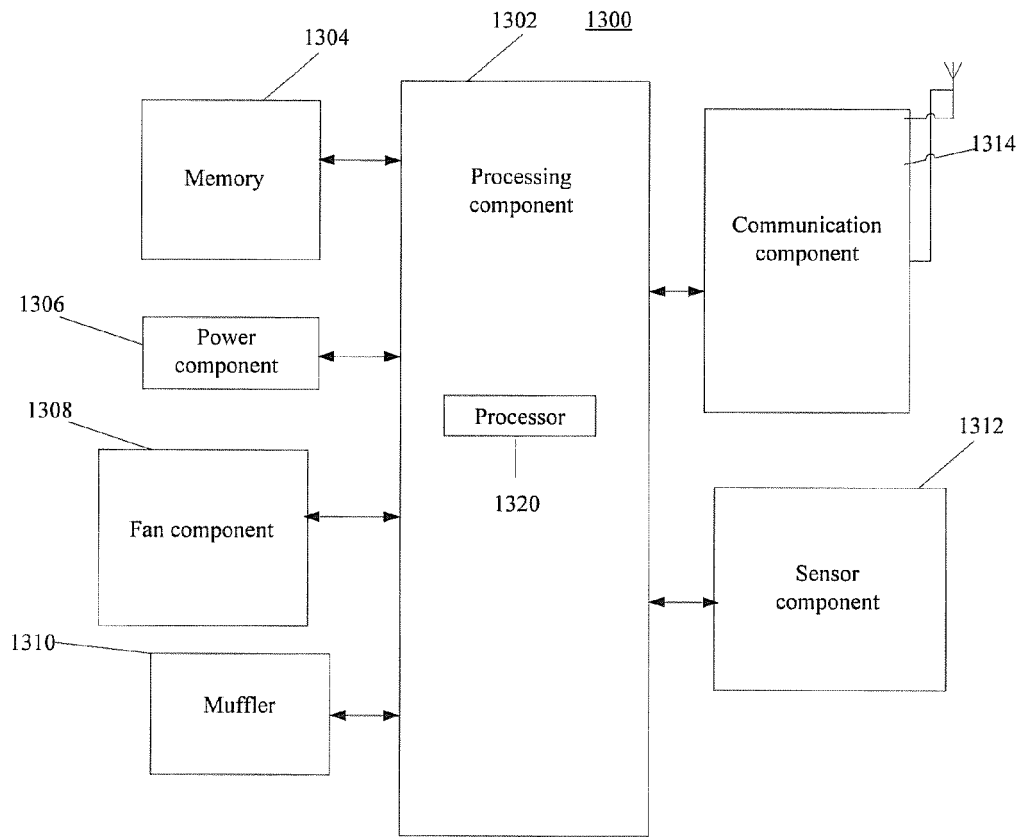 1302
1300
1304
Memory
Processing
component
1314
Communication
component
1306
Power
component
1308
Processor
1312
1320
Fan component
Sensor
component
1310
Muffler